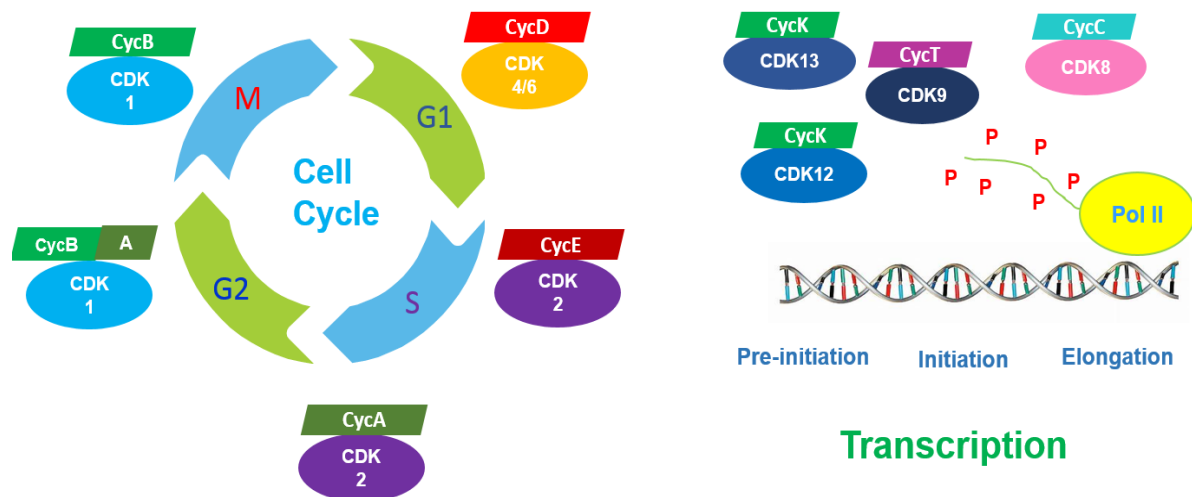 CycB
CDK
1
M
CycD
CDK
4/6
G1
Cell
Cycle
CycB
A
CDK
1
G2
CycE
CDK
2
S
CycA
CDK
2
CycK
CDK13
CycT
CDK9
CycC
CDK8
CycK
CDK12
P
P
P
P
P
P
Pol II
Pre-initiation
Initiation
Elongation
Transcription